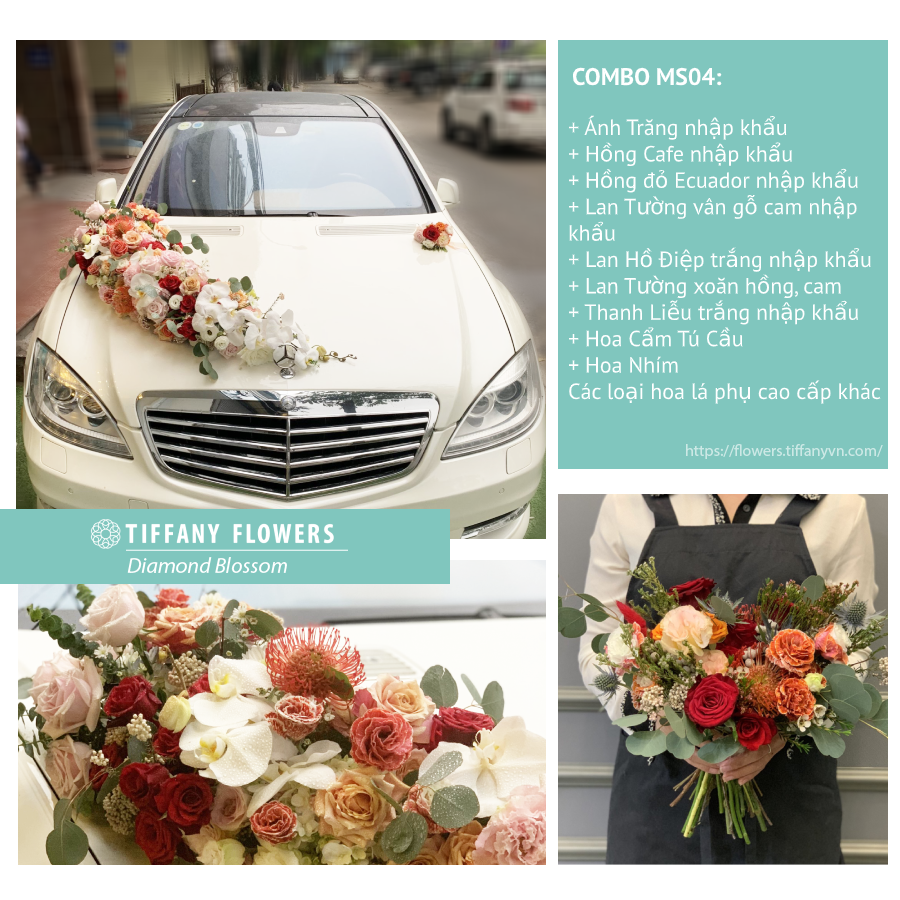 COMBO MS04:
+ Ánh Trăng nhập khẩu
+ Hồng Cafe nhập khẩu
+ Hồng đỏ Ecuador nhập khẩu
+ Lan Tường vân gỗ cam nhập
khẩu
+ Lan Hồ Điệp trắng nhập khẩu
+ Lan Tường xoăn hồng, cam
+ Thanh Liễu trắng nhập khẩu
+ Hoa Cẩm Tú Cầu
+ Hoa Nhím
Các loại hoa lá phụ cao cấp khác
https://flowers.tiffanyvn.com/
TIFFANY FLOWERS
Diamond Blossom